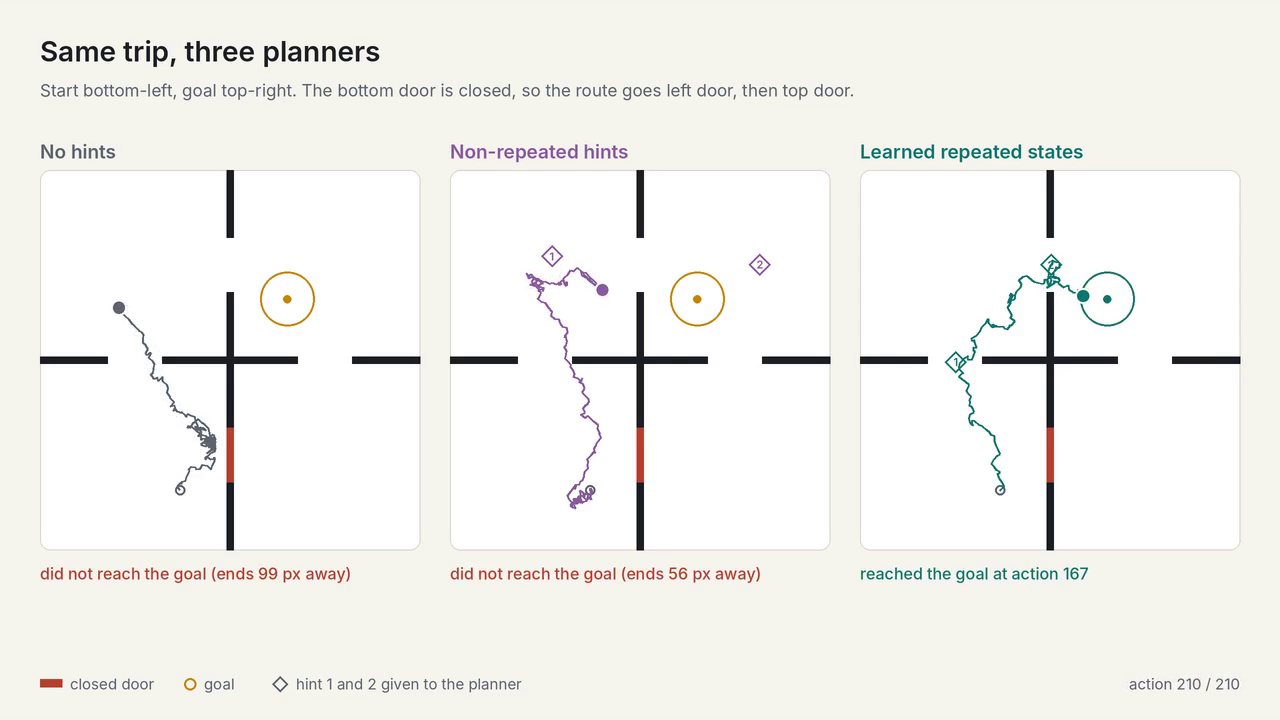 Same trip, three planners
Start bottom-left, goal top-right. The bottom door is closed, so the route goes left door, then top door.
No hints
Non-repeated hints
Learned repeated states
1
2
1
2
did not reach the goal (ends 99 px away)
did not reach the goal (ends 56 px away)
reached the goal at action 167
closed door
goal
hint 1 and 2 given to the planner
action 210 / 210